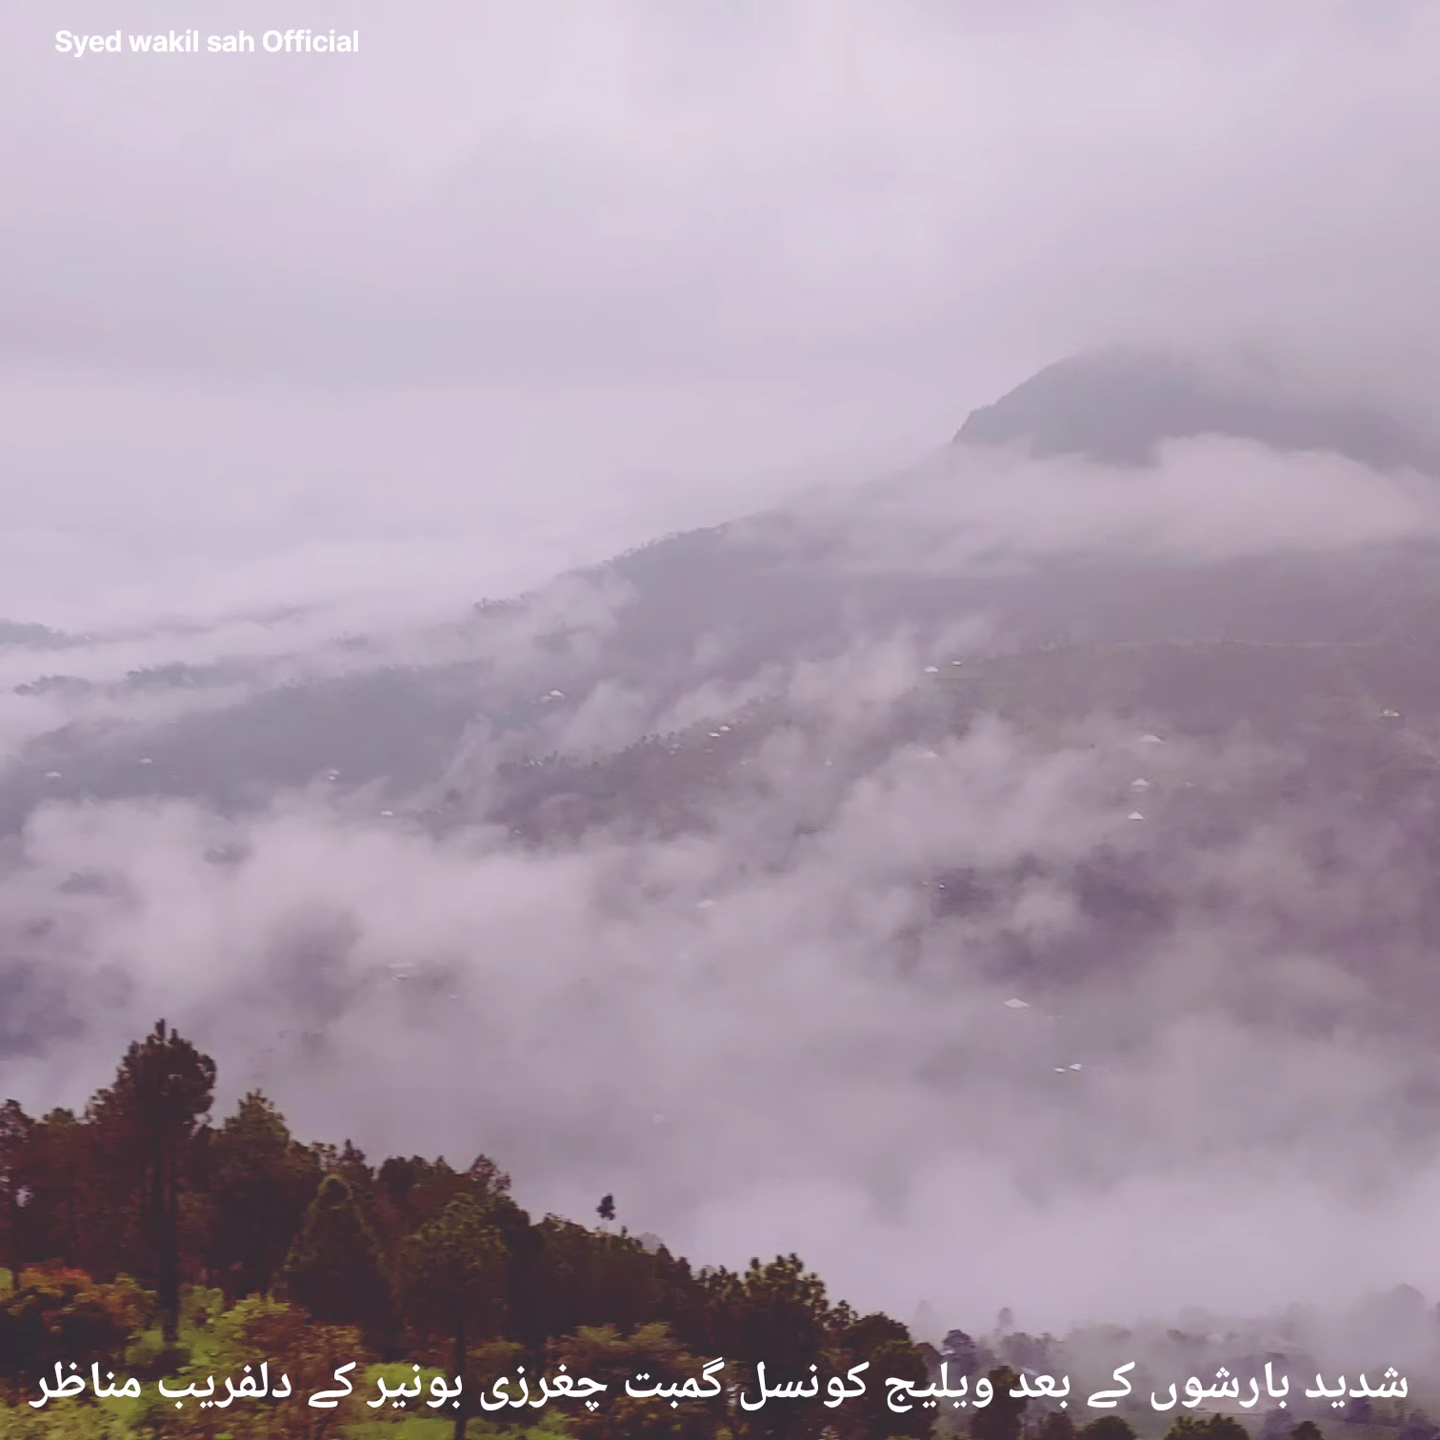 Syed wakil sah Official
شدید بارشوں کے بعد ویلیج کونسل گمبت چغرزی بونیر کے دلفریب مناظر